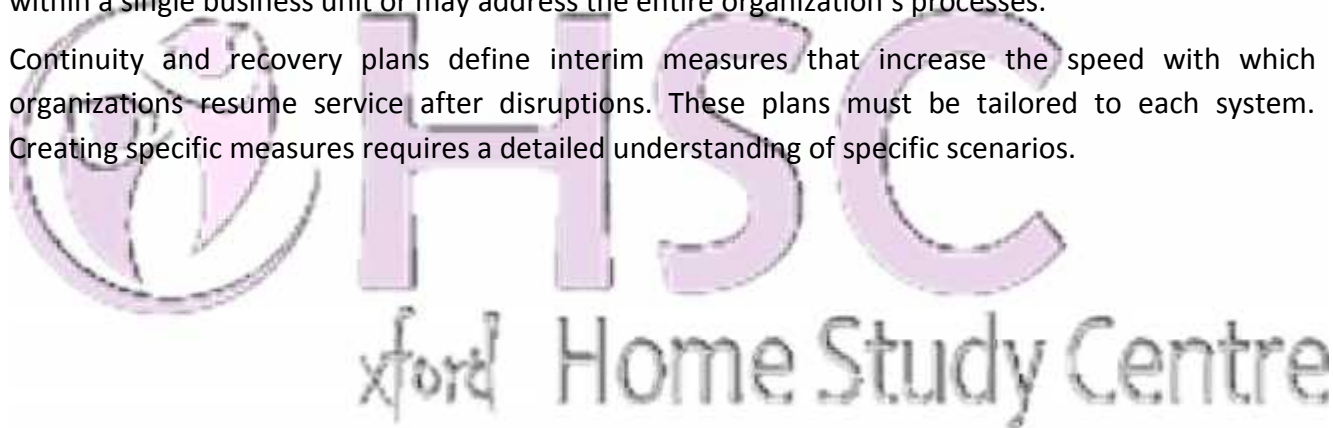 within a single business unit or may address the entire organization's processes.
Continuity and recovery plans define interim measures that increase the speed with which
organizations resume service after disruptions. These plans must be tailored to each system.
Creating specific measures requires a detailed understanding of specific scenarios.
HSC
xford Home Study Centre